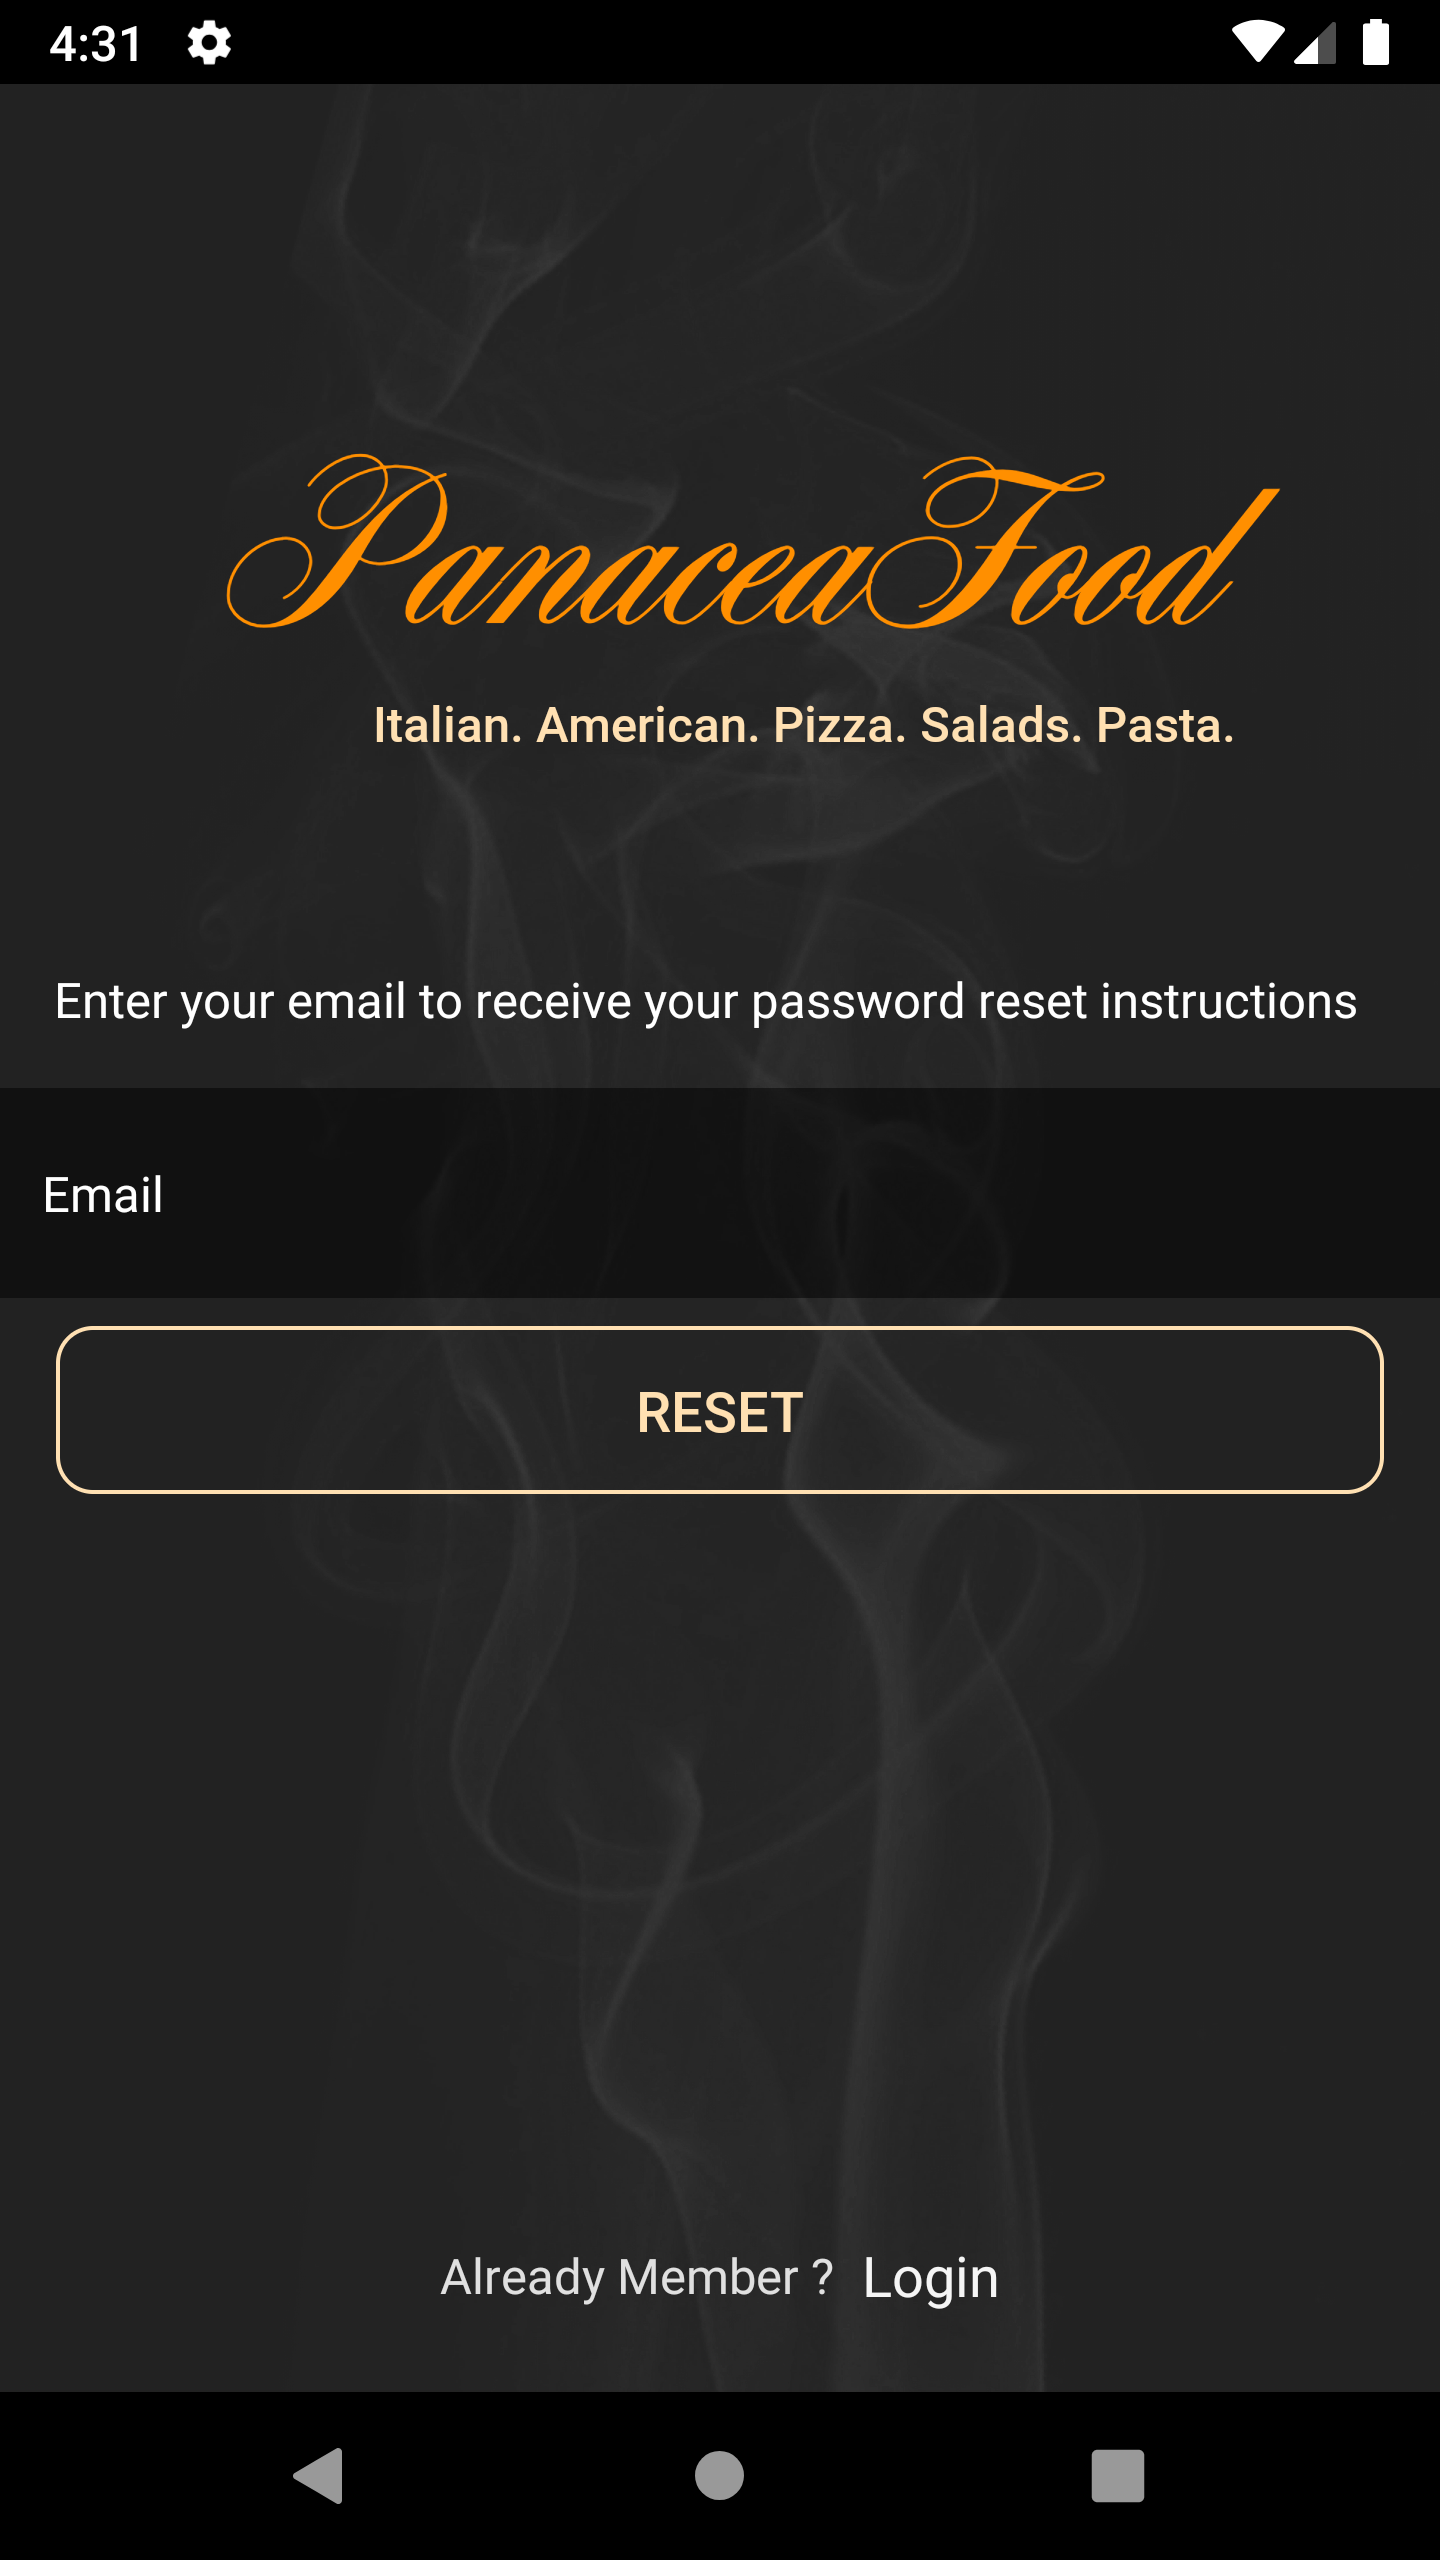 4:31
PanaceaFood
Italian. American. Pizza. Salads. Pasta.
Enter your email to receive your password reset instructions
Email
RESET
Already Member ? Login